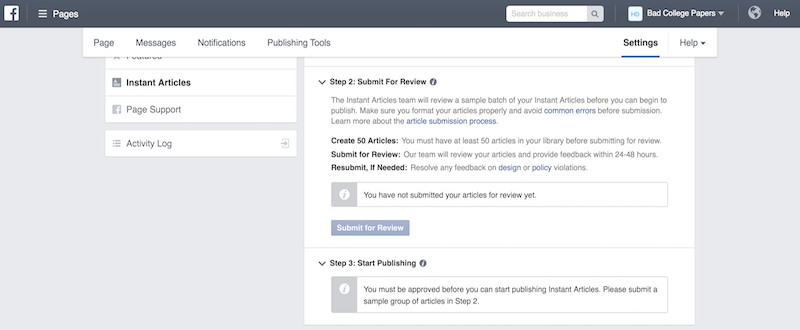 Pages
Search business
HD
Bad College Papers
Help
Page
Messages
Notifications
Publishing Tools
Settings
Help
Featured
Instant Articles
Page Support
Activity Log
Step 2: Submit For Review
The Instant Articles team will review a sample batch of your Instant Articles before you can begin to
publish. Make sure you format your articles properly and avoid common errors before submission.
Learn more about the article submission process.
Create 50 Articles: You must have at least 50 articles in your library before submitting for review.
Submit for Review: Our team will review your articles and provide feedback within 24-48 hours.
Resubmit, If Needed: Resolve any feedback on design or policy violations.
You have not submitted your articles for review yet.
Submit for Review
Step 3: Start Publishing
You must be approved before you can start publishing Instant Articles. Please submit a
sample group of articles in Step 2.